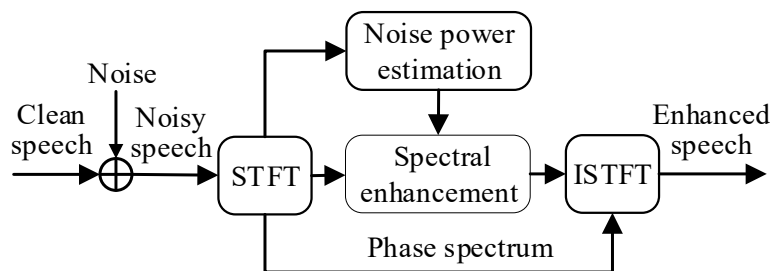 Noise power
estimation
Noise
Clean
speech
Noisy
speech
STFT
Spectral
enhancement
ISTFT
Enhanced
speech
Phase spectrum